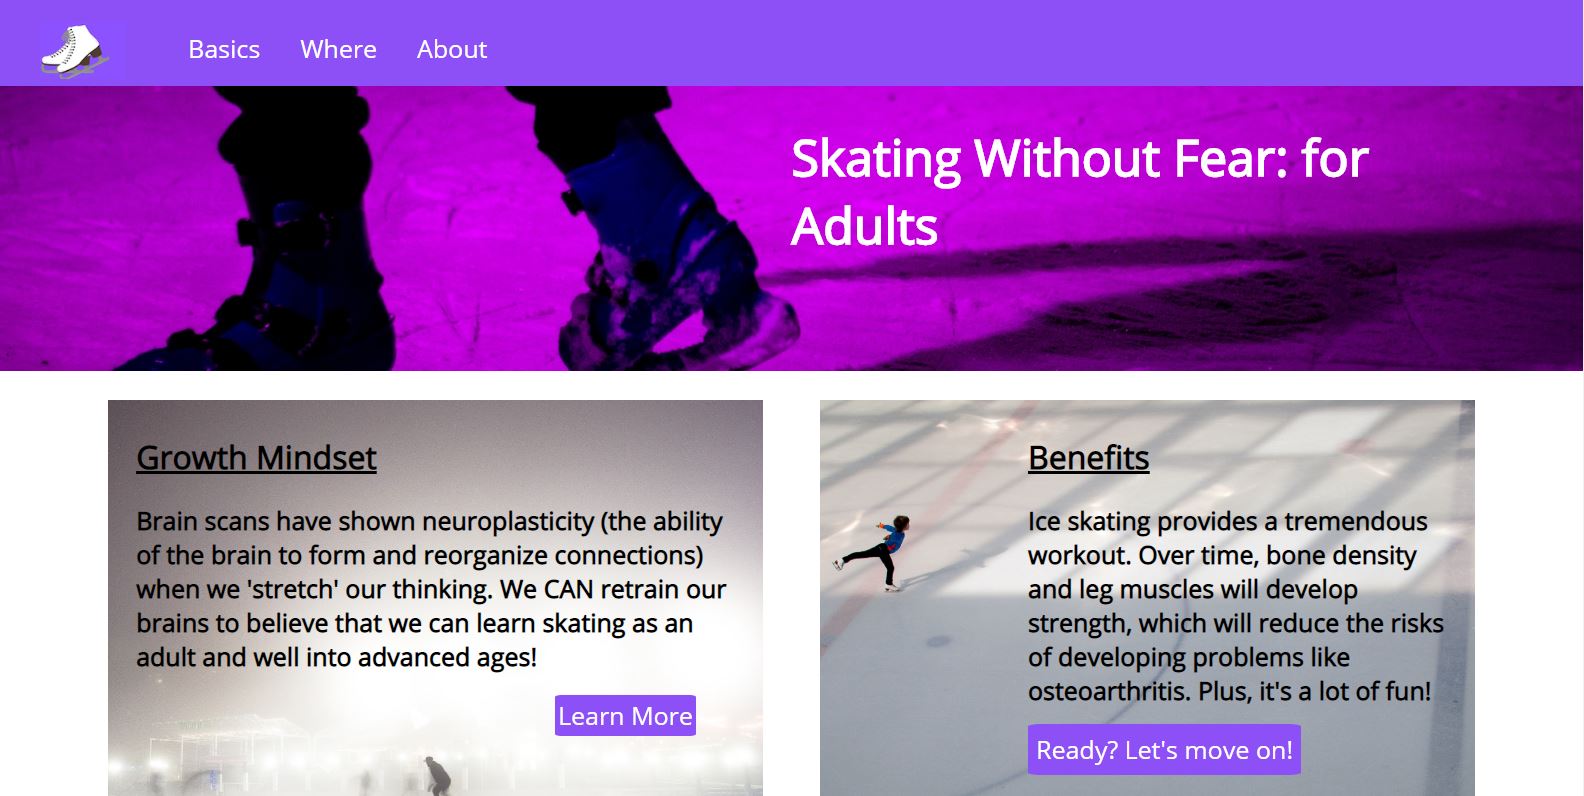 Basics Where About
Skating Without Fear: for
Adults
Growth Mindset
Brain scans have shown neuroplasticity (the ability
of the brain to form and reorganize connections)
when we 'stretch' our thinking. We CAN retrain our
brains to believe that we can learn skating as an
adult and well into advanced ages!
Learn More
Benefits
Ice skating provides a tremendous
workout. Over time, bone density
and leg muscles will develop
strength, which will reduce the risks
of developing problems like
osteoarthritis. Plus, it's a lot of fun!
Ready? Let's move on!